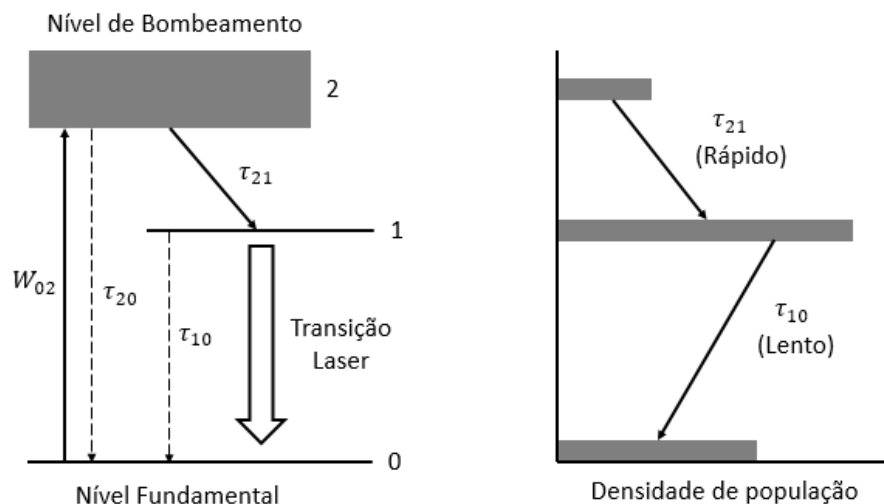 Nível de Bombeamento
2
τ₂₁
1
W₀₂
τ₂₀
τ₁₀
Transição
Laser
0
Nível Fundamental
τ₂₁
(Rápido)
τ₁₀
(Lento)
Densidade de população